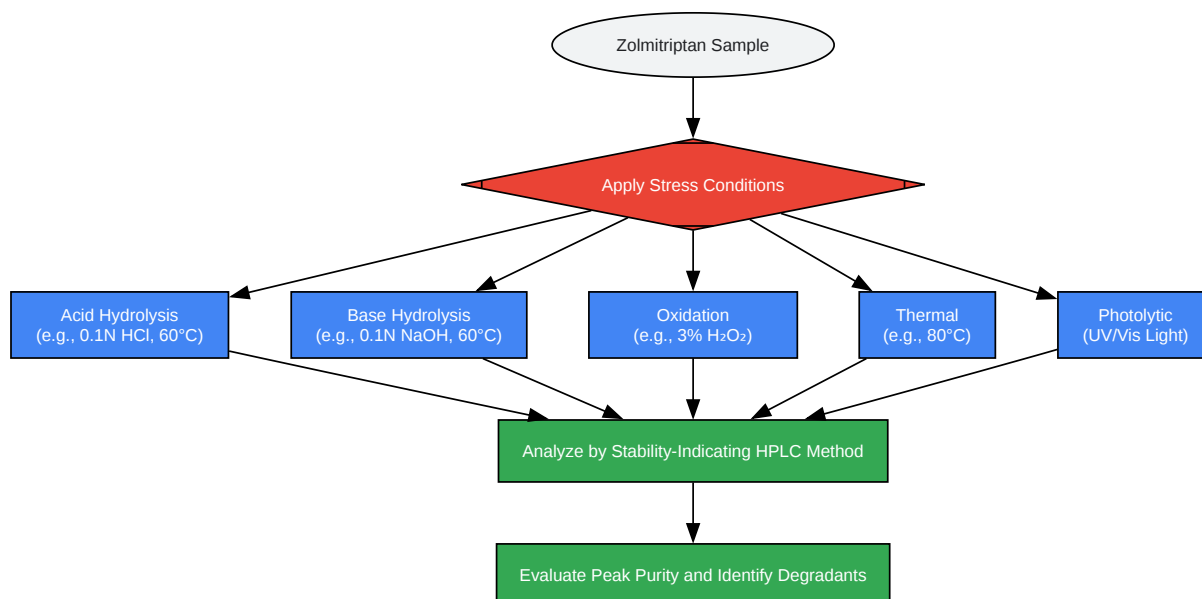 Zolmitriptan Sample
Apply Stress Conditions
Acid Hydrolysis
(e.g., 0.1N HCl, 60°C)
Base Hydrolysis
(e.g., 0.1N NaOH, 60°C)
Oxidation
(e.g., 3% H₂O₂)
Thermal
(e.g., 80°C)
Photolytic
(UV/Vis Light)
Analyze by Stability-Indicating HPLC Method
Evaluate Peak Purity and Identify Degradants